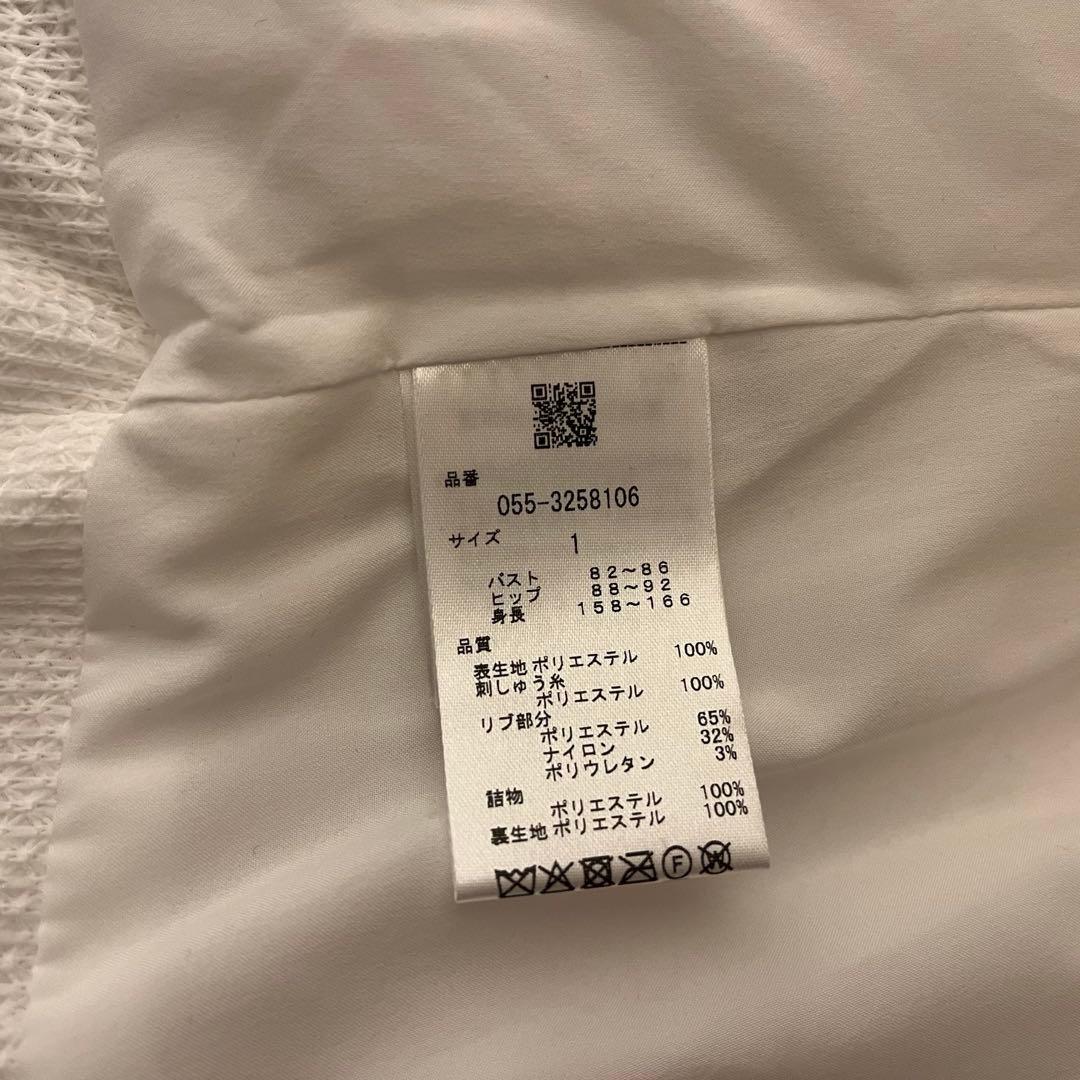 品番
055-3258106
サイズ 1
バスト 82～86
ヒップ 88～92
身長 158～166
品質
表生地 ポリエステル 100%
刺しゅう糸
ポリエステル 100%
リブ部分
ポリエステル 65%
ナイロン 32%
ポリウレタン 3%
詰物
ポリエステル 100%
裏生地 ポリエステル 100%
F
W